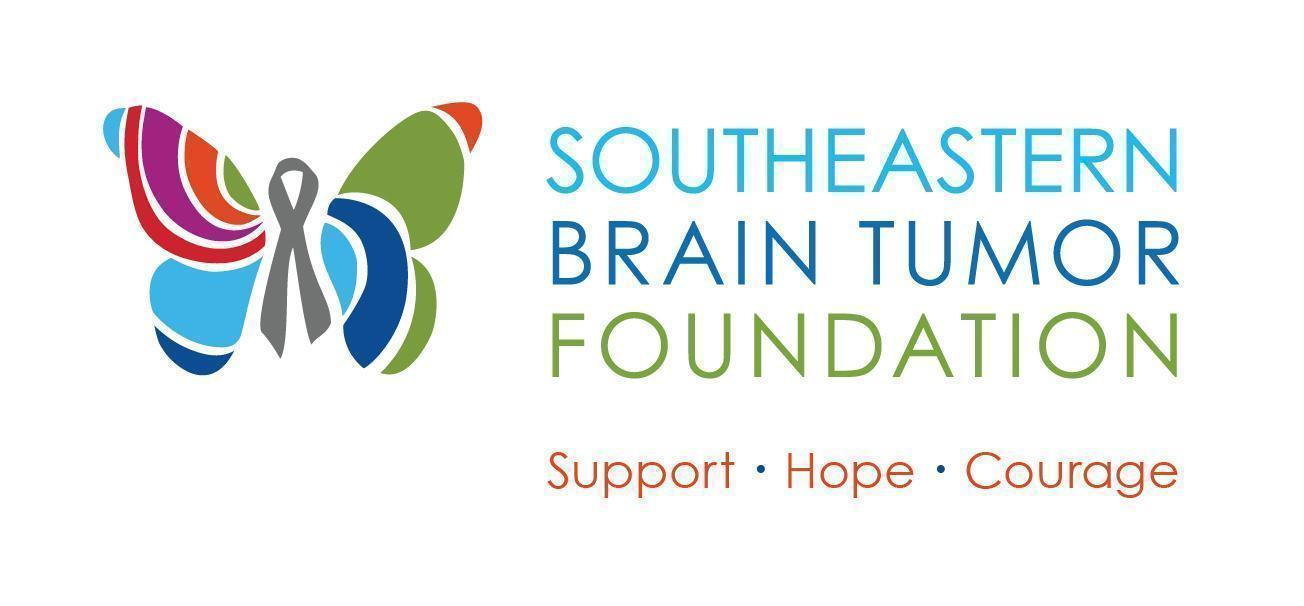 SOUTHEASTERN
BRAIN TUMOR
FOUNDATION
Support · Hope · Courage